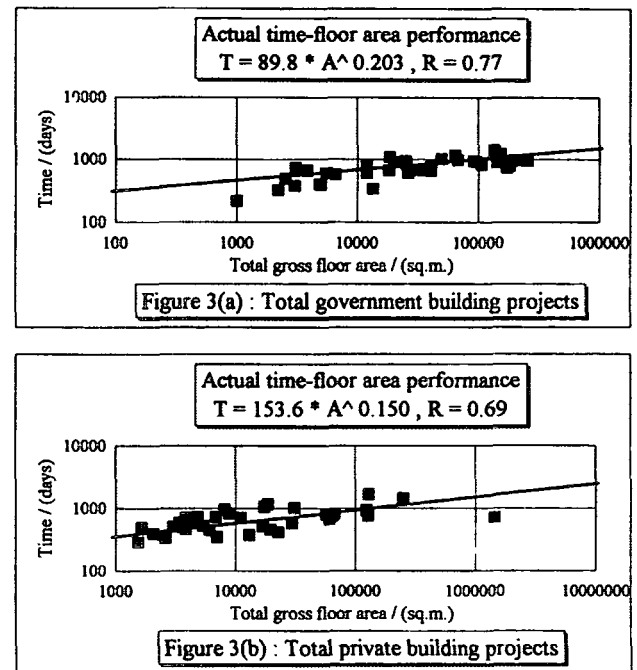 Actual time-floor area performance
T = 89.8 * A^ 0.203 , R = 0.77
Time / (days)
10000
1000
100
100 1000 10000 100000 1000000
Total gross floor area / (sq.m.)
Figure 3(a) : Total government building projects
Actual time-floor area performance
T = 153.6 * A^ 0.150 , R = 0.69
Time / (days)
10000
1000
100
1000 10000 100000 1000000 10000000
Total gross floor area / (sq.m.)
Figure 3(b) : Total private building projects